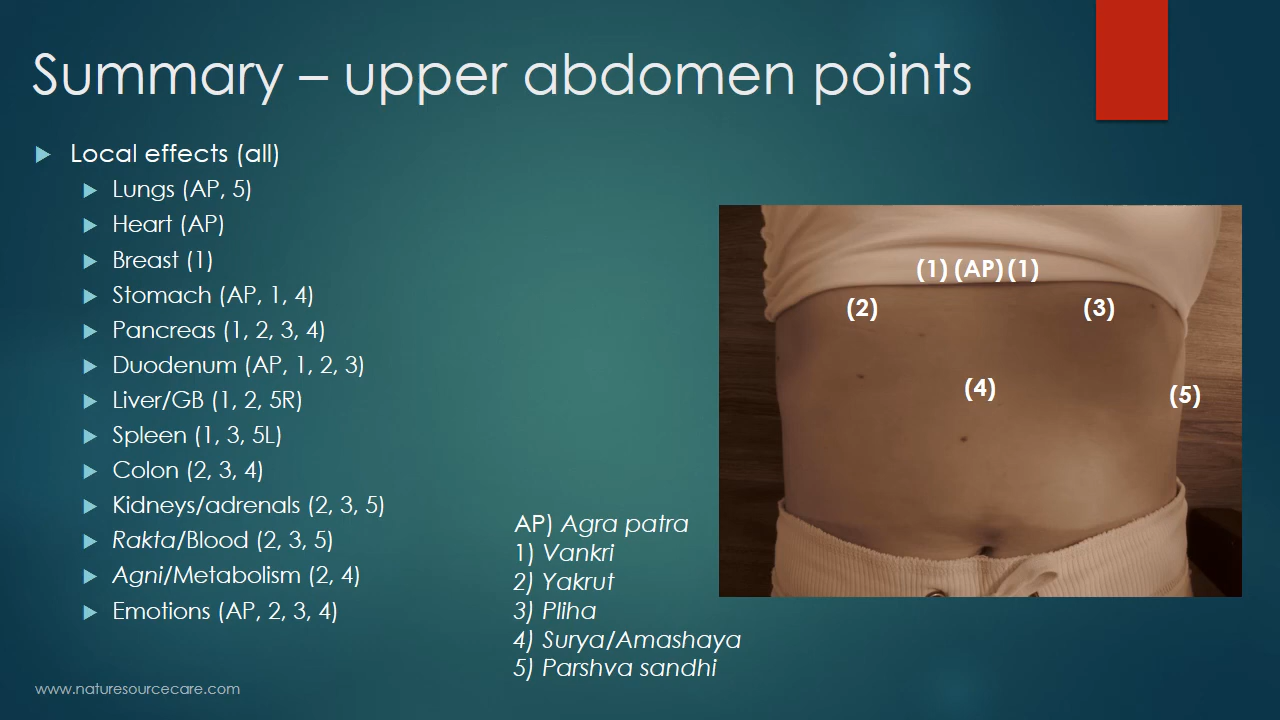 Summary – upper abdomen points
Local effects (all)
Lungs (AP, 5)
Heart (AP)
Breast (1)
Stomach (AP, 1, 4)
Pancreas (1, 2, 3, 4)
Duodenum (AP, 1, 2, 3)
Liver/GB (1, 2, 5R)
Spleen (1, 3, 5L)
Colon (2, 3, 4)
Kidneys/adrenals (2, 3, 5)
Rakta/Blood (2, 3, 5)
Agni/Metabolism (2, 4)
Emotions (AP, 2, 3, 4)
AP) Agra patra
1) Vankri
2) Yakrut
3) Pliha
4) Surya/Amashaya
5) Parshva sandhi
(1) (AP) (1)
(2) (3)
(4)
(5)
www.naturesourcecare.com